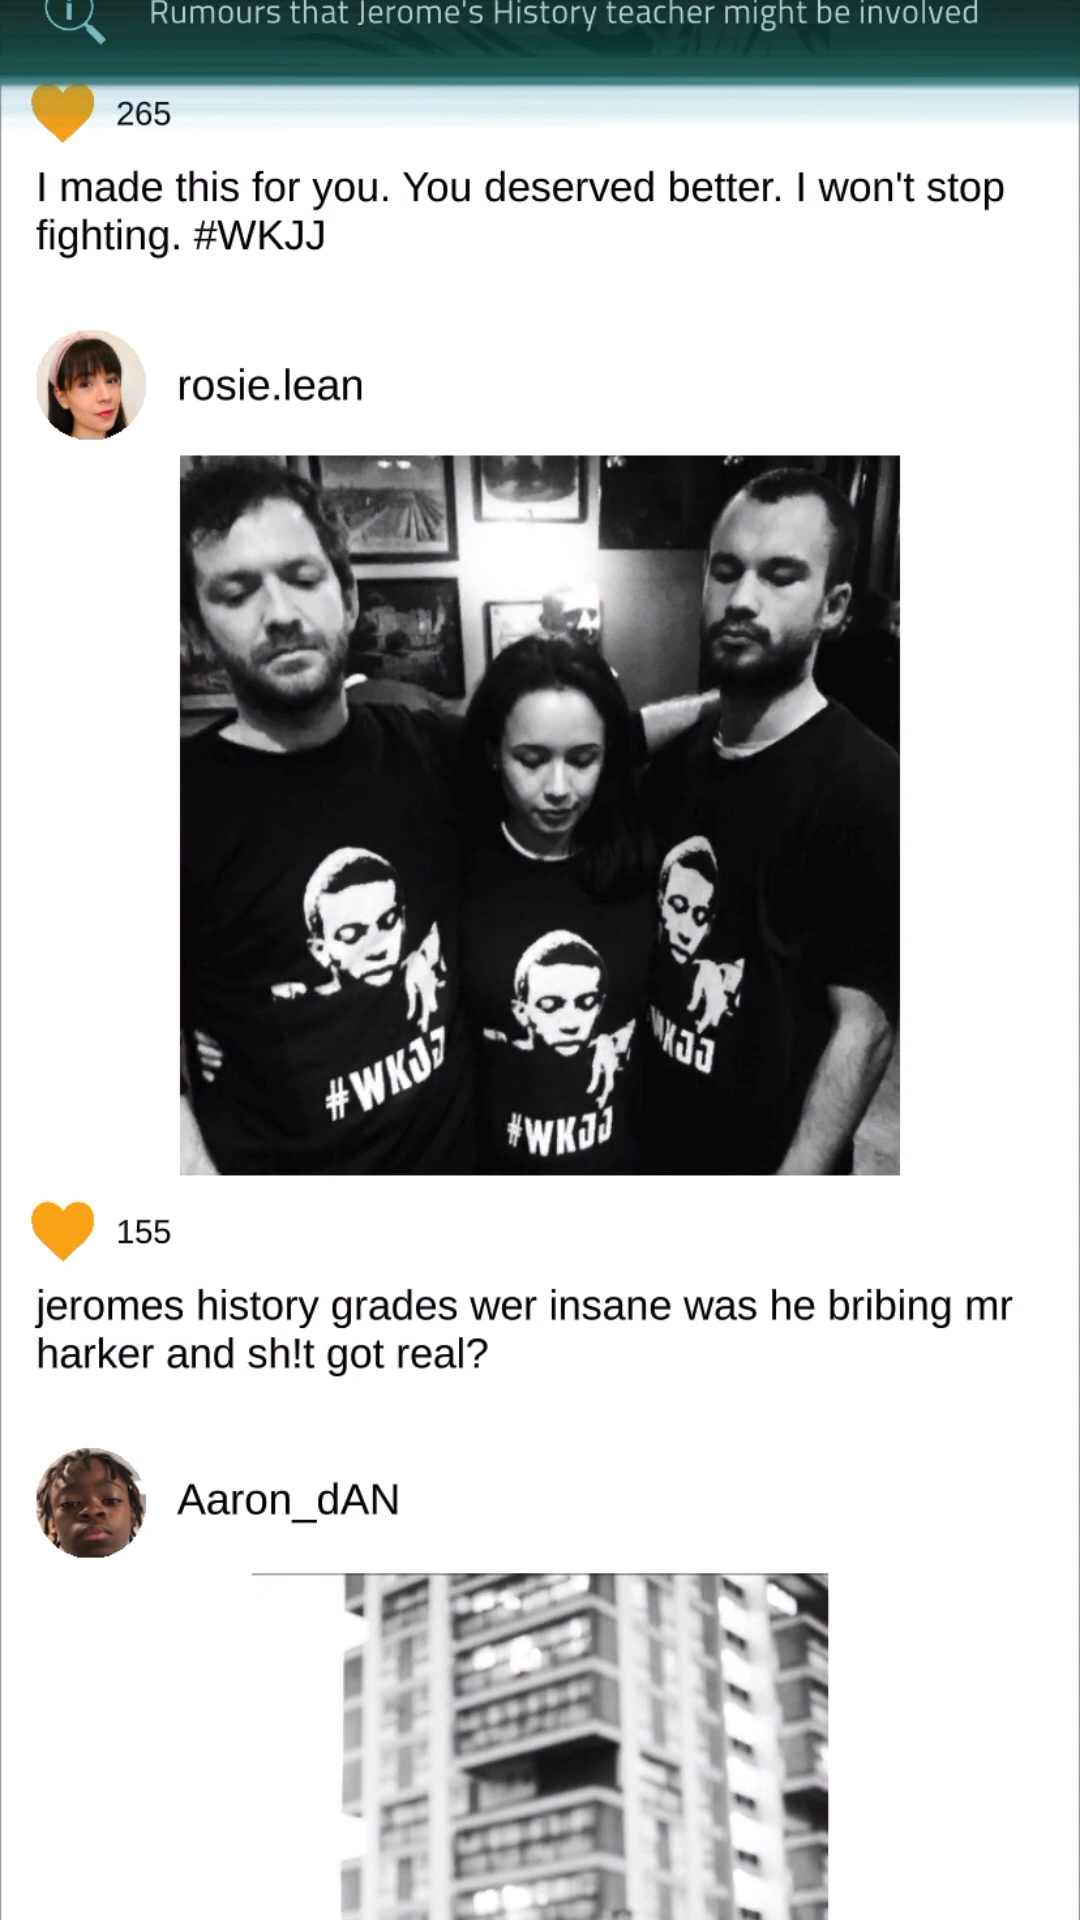 Rumours that Jerome's History teacher might be involved
265
I made this for you. You deserved better. I won't stop
fighting. #WKJJ
rosie.lean
#WKJJ
#WKJJ
WKJJ
155
jeromes history grades wer insane was he bribing mr
harker and sh!t got real?
Aaron_dAN